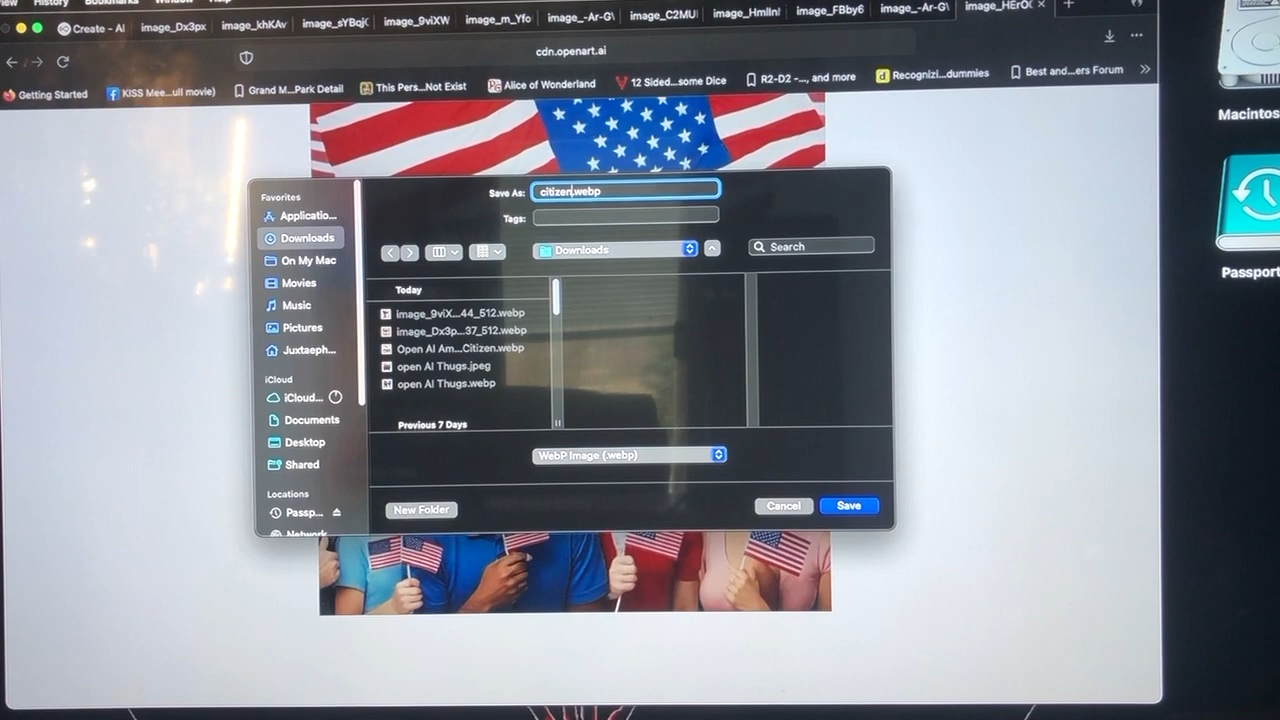 History Bookmarks Window Help
Create - AI image_Dx3px image_khKAv image_sYBqj( image_9viXW image_m_Yfo image_-Ar-G\ image_C2MU image_HmlIn image_FBby6 image_-Ar-G\ image_HErO(
cdn.openart.ai
Getting Started KISS Mee...ull movie) Grand M...Park Detail This Pers...Not Exist Alice of Wonderland 12 Sided...some Dice R2-D2 -..., and more Recognizi...dummies Best and...ers Forum
Macintos
Passport
Favorites
Applicatio...
Downloads
On My Mac
Movies
Music
Pictures
Juxtaeph...
iCloud
iCloud...
Documents
Desktop
Shared
Locations
Passp...
Network
Save As: citizen.webp
Tags:
Downloads
Search
Today
image_9viX...44_512.webp
image_Dx3p...37_512.webp
Open AI Am...Citizen.webp
open AI Thugs.jpeg
open AI Thugs.webp
Previous 7 Days
WebP Image (.webp)
New Folder Cancel Save